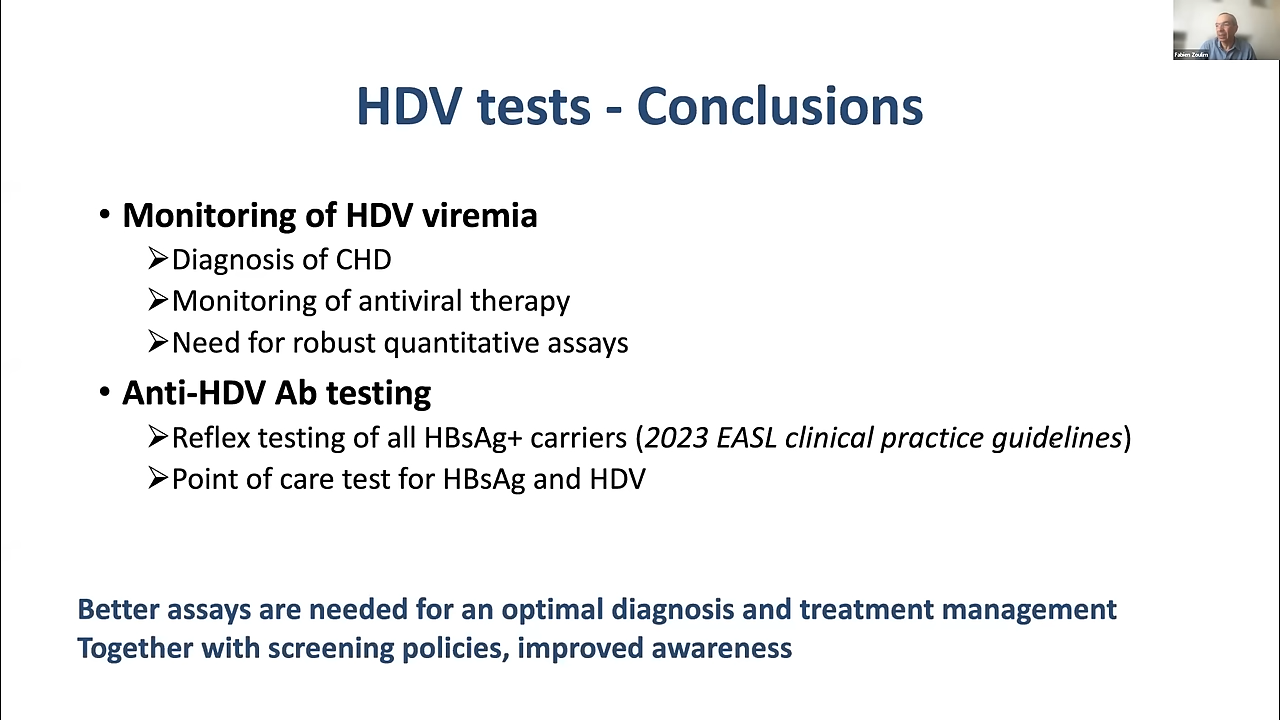 Fabien Zoulim
HDV tests - Conclusions
• Monitoring of HDV viremia
➢Diagnosis of CHD
➢Monitoring of antiviral therapy
➢Need for robust quantitative assays
• Anti-HDV Ab testing
➢Reflex testing of all HBsAg+ carriers (2023 EASL clinical practice guidelines)
➢Point of care test for HBsAg and HDV
Better assays are needed for an optimal diagnosis and treatment management
Together with screening policies, improved awareness